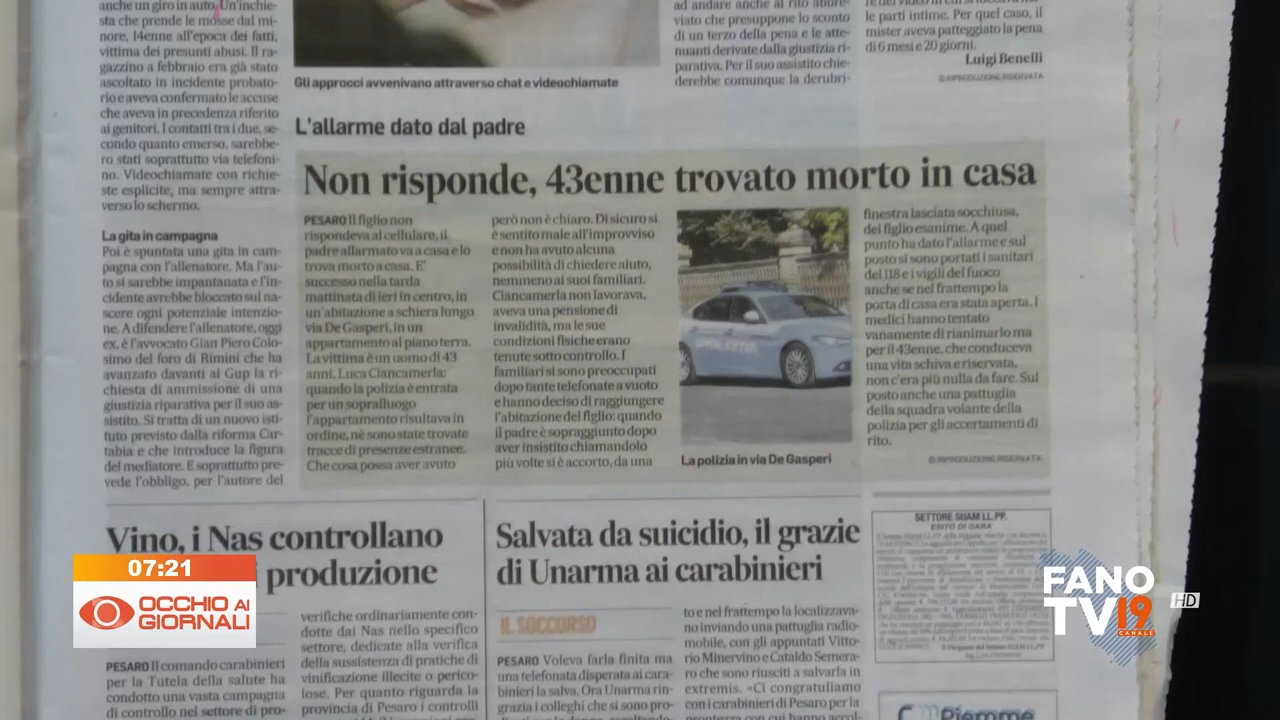 anche un giro in auto. Un'inchie-
sta che prende le mosse dal mi-
nore, 14enne all'epoca dei fatti,
vittima dei presunti abusi. Il ra-
gazzino a febbraio era già stato
ascoltato in incidente probato-
rio e aveva confermato le accuse
che aveva in precedenza riferito
ai genitori. I contatti tra i due, se-
condo quanto emerso, sarebbe-
ro stati soprattutto via telefoni-
no. Videochiamate con richie-
ste esplicite, ma sempre attra-
verso lo schermo.
La gita in campagna
Poi è spuntata una gita in cam-
pagna con l'allenatore. Ma l'au-
to si sarebbe impantanata e l'in-
cidente avrebbe bloccato sul na-
scere ogni potenziale intenzio-
ne. A difendere l'allenatore, oggi
ex, è l'avvocato Gian Piero Colo-
simo del foro di Rimini che ha
avanzato davanti al Gup la ri-
chiesta di ammissione di una
giustizia riparativa per il suo as-
sistito. Si tratta di un nuovo isti-
tuto previsto dalla riforma Car-
tabia e che introduce la figura
del mediatore. E soprattutto pre-
vede l'obbligo, per l'autore del
Gli approcci avvenivano attraverso chat e videochiamate
ad andare anche al rito abbre-
viato che presuppone lo sconto
di un terzo della pena e le atte-
nuanti derivate dalla giustizia ri-
parativa. Per il suo assistito chie-
derebbe comunque la derubri-
le parti intime. Per quel caso, il
mister aveva patteggiato la pena
di 6 mesi e 20 giorni.
Luigi Benelli
© RIPRODUZIONE RISERVATA
L'allarme dato dal padre
Non risponde, 43enne trovato morto in casa
PESARO Il figlio non
rispondeva al cellulare, il
padre allarmato va a casa e lo
trova morto a casa. E'
successo nella tarda
mattinata di ieri in centro, in
un'abitazione a schiera lungo
via De Gasperi, in un
appartamento al piano terra.
La vittima è un uomo di 43
anni, Luca Ciancamerla:
quando la polizia è entrata
per un sopralluogo
l'appartamento risultava in
ordine, né sono state trovate
tracce di presenze estranee.
Che cosa possa aver avuto
però non è chiaro. Di sicuro si
è sentito male all'improvviso
e non ha avuto alcuna
possibilità di chiedere aiuto,
nemmeno ai suoi familiari.
Ciancamerla non lavorava,
aveva una pensione di
invalidità, ma le sue
condizioni fisiche erano
tenute sotto controllo. I
familiari si sono preoccupati
dopo tante telefonate a vuoto
e hanno deciso di raggiungere
l'abitazione del figlio: quando
il padre è sopraggiunto dopo
aver insistito chiamandolo
più volte si è accorto, da una
La polizia in via De Gasperi
finestra lasciata socchiusa,
del figlio esanime. A quel
punto ha dato l'allarme e sul
posto si sono portati i sanitari
del 118 e i vigili del fuoco
anche se nel frattempo la
porta di casa era stata aperta. I
medici hanno tentato
vanamente di rianimarlo ma
per il 43enne, che conduceva
una vita schiva e riservata,
non c'era più nulla da fare. Sul
posto anche una pattuglia
della squadra volante della
polizia per gli accertamenti di
rito.
© RIPRODUZIONE RISERVATA
Vino, i Nas controllano
produzione
PESARO Il comando carabinieri
per la Tutela della salute ha
condotto una vasta campagna
di controllo nel settore di pro-
verifiche ordinariamente con-
dotte dai Nas nello specifico
settore, dedicate alla verifica
della sussistenza di pratiche di
vinificazione illecite o perico-
lose. Per quanto riguarda la
provincia di Pesaro i controlli
Salvata da suicidio, il grazie
di Unarma ai carabinieri
IL SOCCORSO
PESARO Voleva farla finita ma
una telefonata disperata ai cara-
binieri la salva. Ora Unarma rin-
grazia i colleghi che si sono pro-
to e nel frattempo la localizzava-
no inviando una pattuglia radio-
mobile, con gli appuntati Vitto-
rio Minervino e Cataldo Semera-
ro che sono riusciti a salvarla in
extremis. «Ci congratuliamo
con i carabinieri di Pesaro per la
SETTORE SUAM LL.PP.
ESITO DI GARA
Piemme
07:21
OCCHIO AI
GIORNALI
FANO
TV 19
CANALE
HD